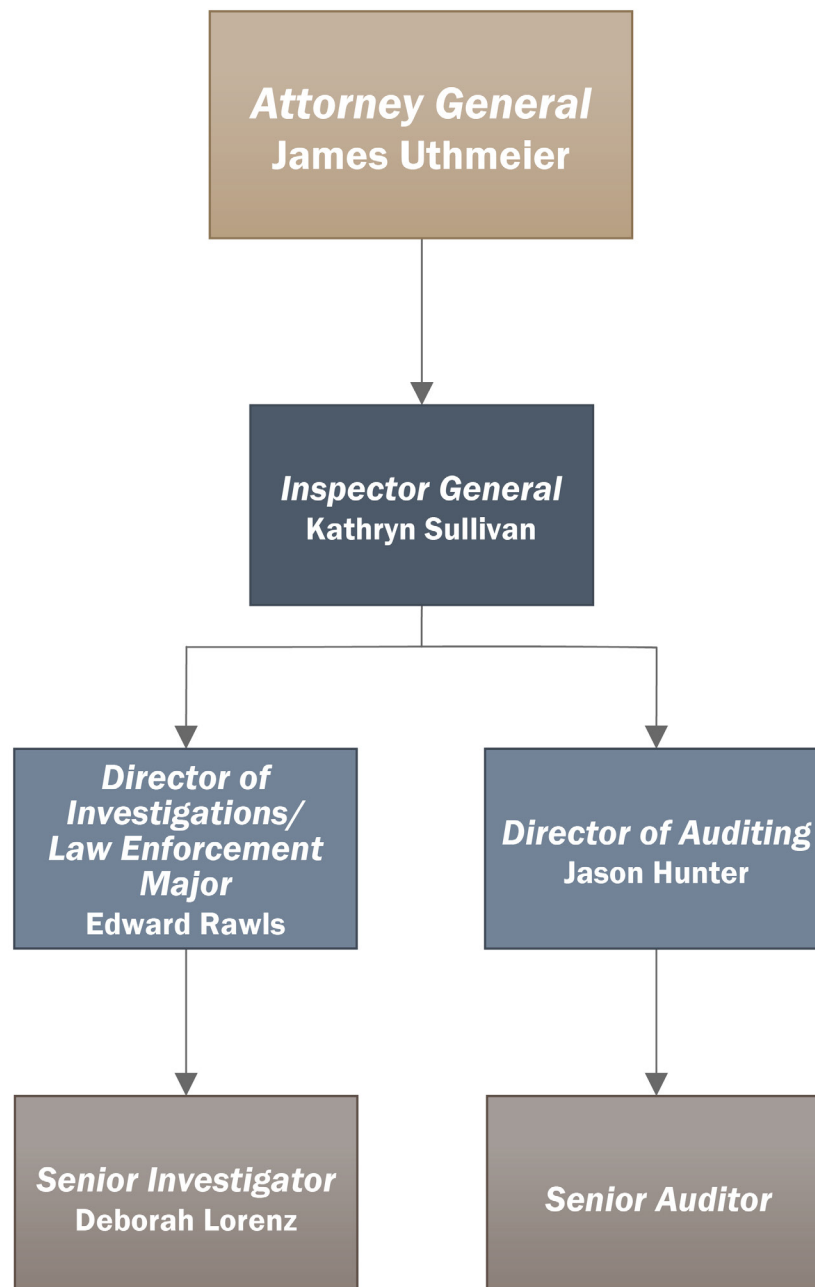 Attorney General
James Uthmeier
Inspector General
Kathryn Sullivan
Director of
Investigations/
Law Enforcement
Major
Edward Rawls
Director of Auditing
Jason Hunter
Senior Investigator
Deborah Lorenz
Senior Auditor